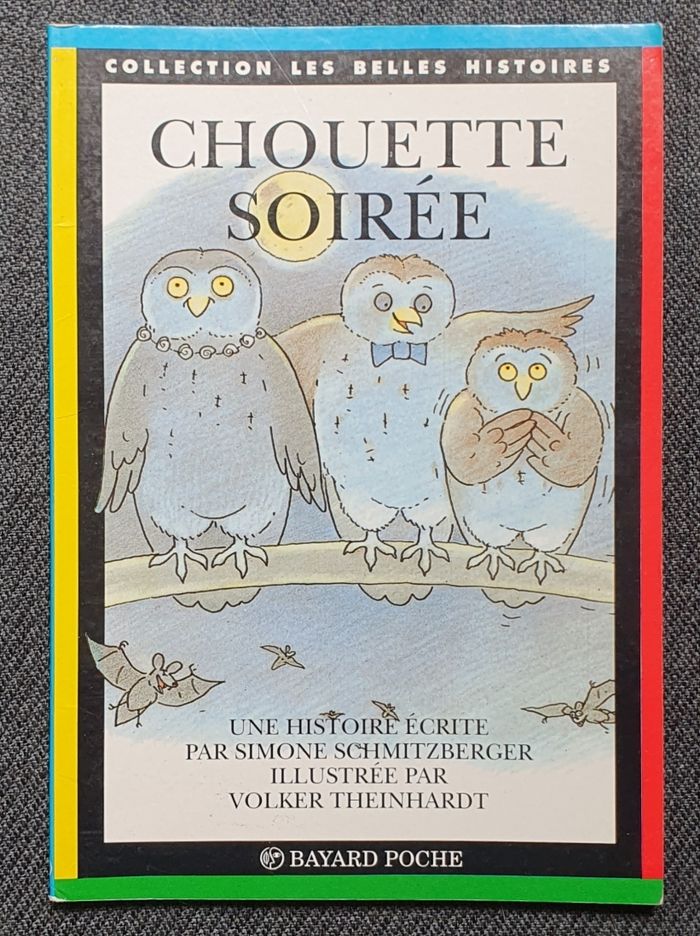 COLLECTION LES BELLES HISTOIRES
CHOUETTE
SOIRÉE
UNE HISTOIRE ÉCRITE
PAR SIMONE SCHMITZBERGER
ILLUSTRÉE PAR
VOLKER THEINHARDT
BAYARD POCHE